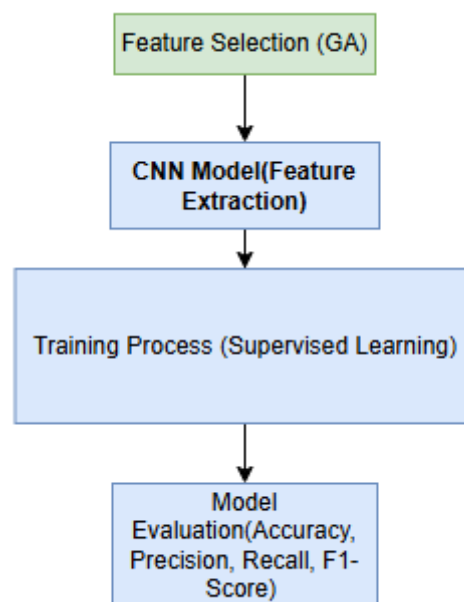 Feature Selection (GA)
CNN Model(Feature
Extraction)
Training Process (Supervised Learning)
Model
Evaluation(Accuracy,
Precision, Recall, F1-
Score)